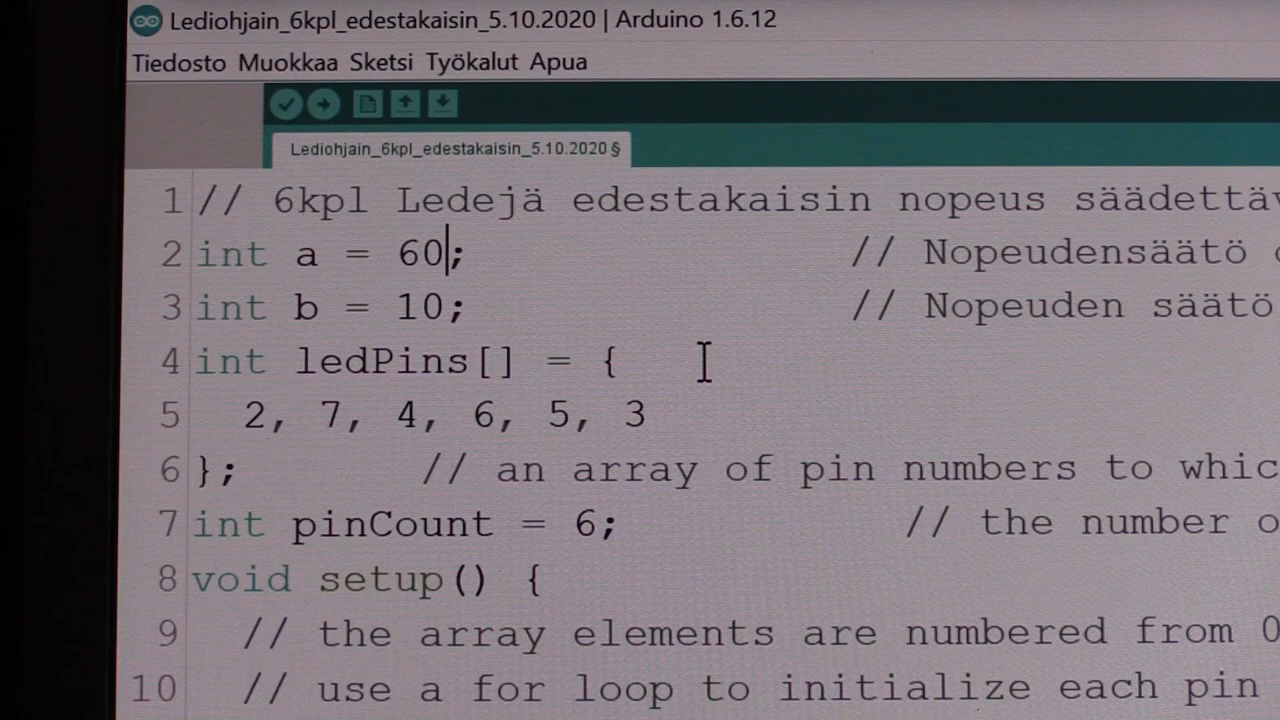 Lediohjain_6kpl_edestakaisin_5.10.2020 | Arduino 1.6.12
Tiedosto Muokkaa Sketsi Työkalut Apua
Lediohjain_6kpl_edestakaisin_5.10.2020 §
1 // 6kpl Ledejä edestakaisin nopeus
2 int a = 60; // Nopeudensäätö
3 int b = 10; // Nopeuden säätö
4 int ledPins[] = {
5 2, 7, 4, 6, 5, 3
6 }; // an array of pin numbers to
7 int pinCount = 6; // the number
8 void setup() {
9 // the array elements are numbered from 0
10 // use a for loop to initialize each pin